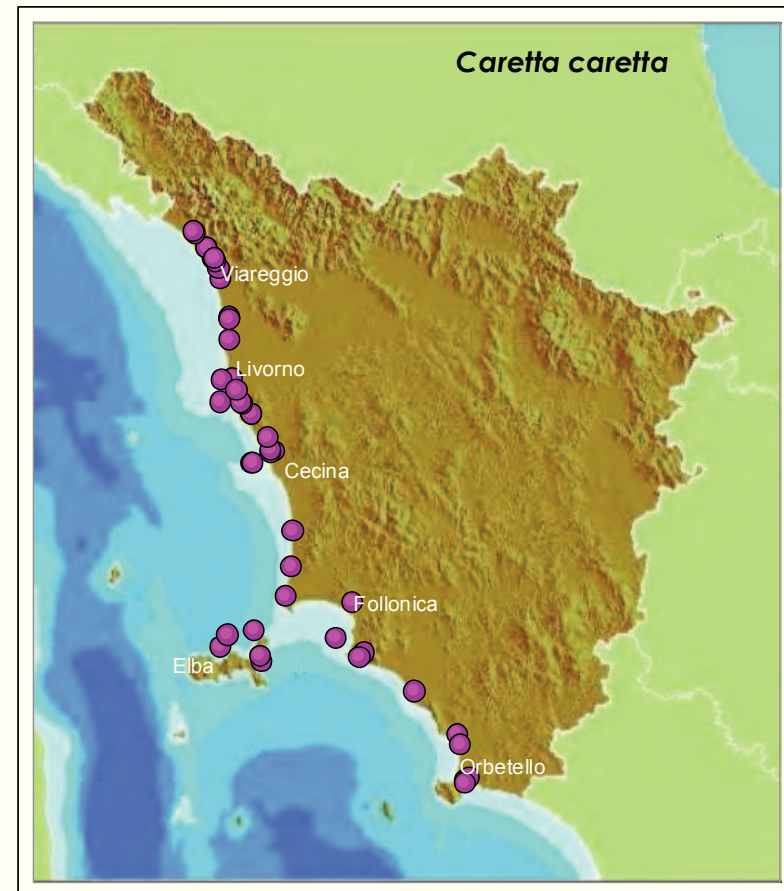 Caretta caretta
Viareggio
Livorno
Cecina
Follonica
Elba
Orbetello